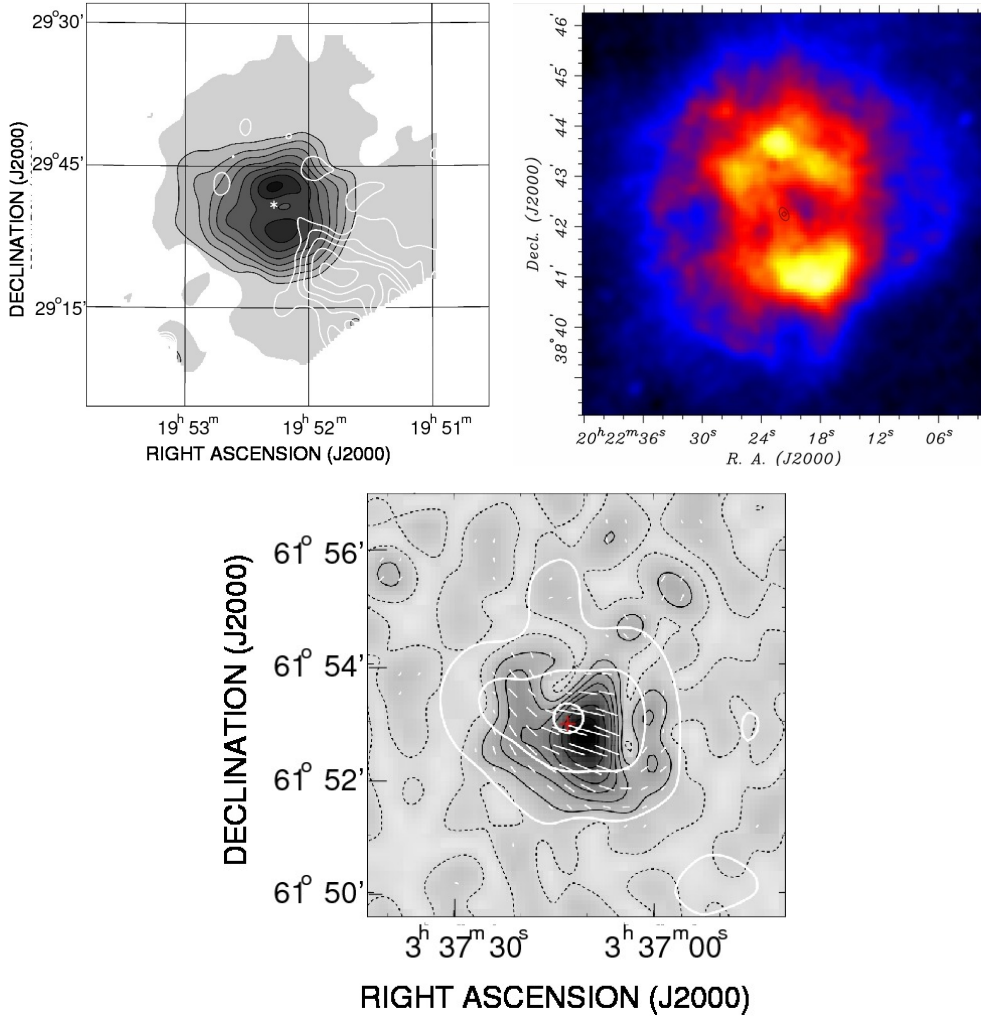 29° 30'
29° 45'
29° 15'
DECLINATION (J2000)
19ʰ 53ᵐ 19ʰ 52ᵐ 19ʰ 51ᵐ
RIGHT ASCENSION (J2000)
46'
45'
44'
43'
42'
41'
38° 40'
Decl. (J2000)
20ʰ22ᵐ36ˢ 30ˢ 24ˢ 18ˢ 12ˢ 06ˢ
R. A. (J2000)
61° 56'
61° 54'
61° 52'
61° 50'
DECLINATION (J2000)
3ʰ 37ᵐ 30ˢ 3ʰ 37ᵐ 00ˢ
RIGHT ASCENSION (J2000)